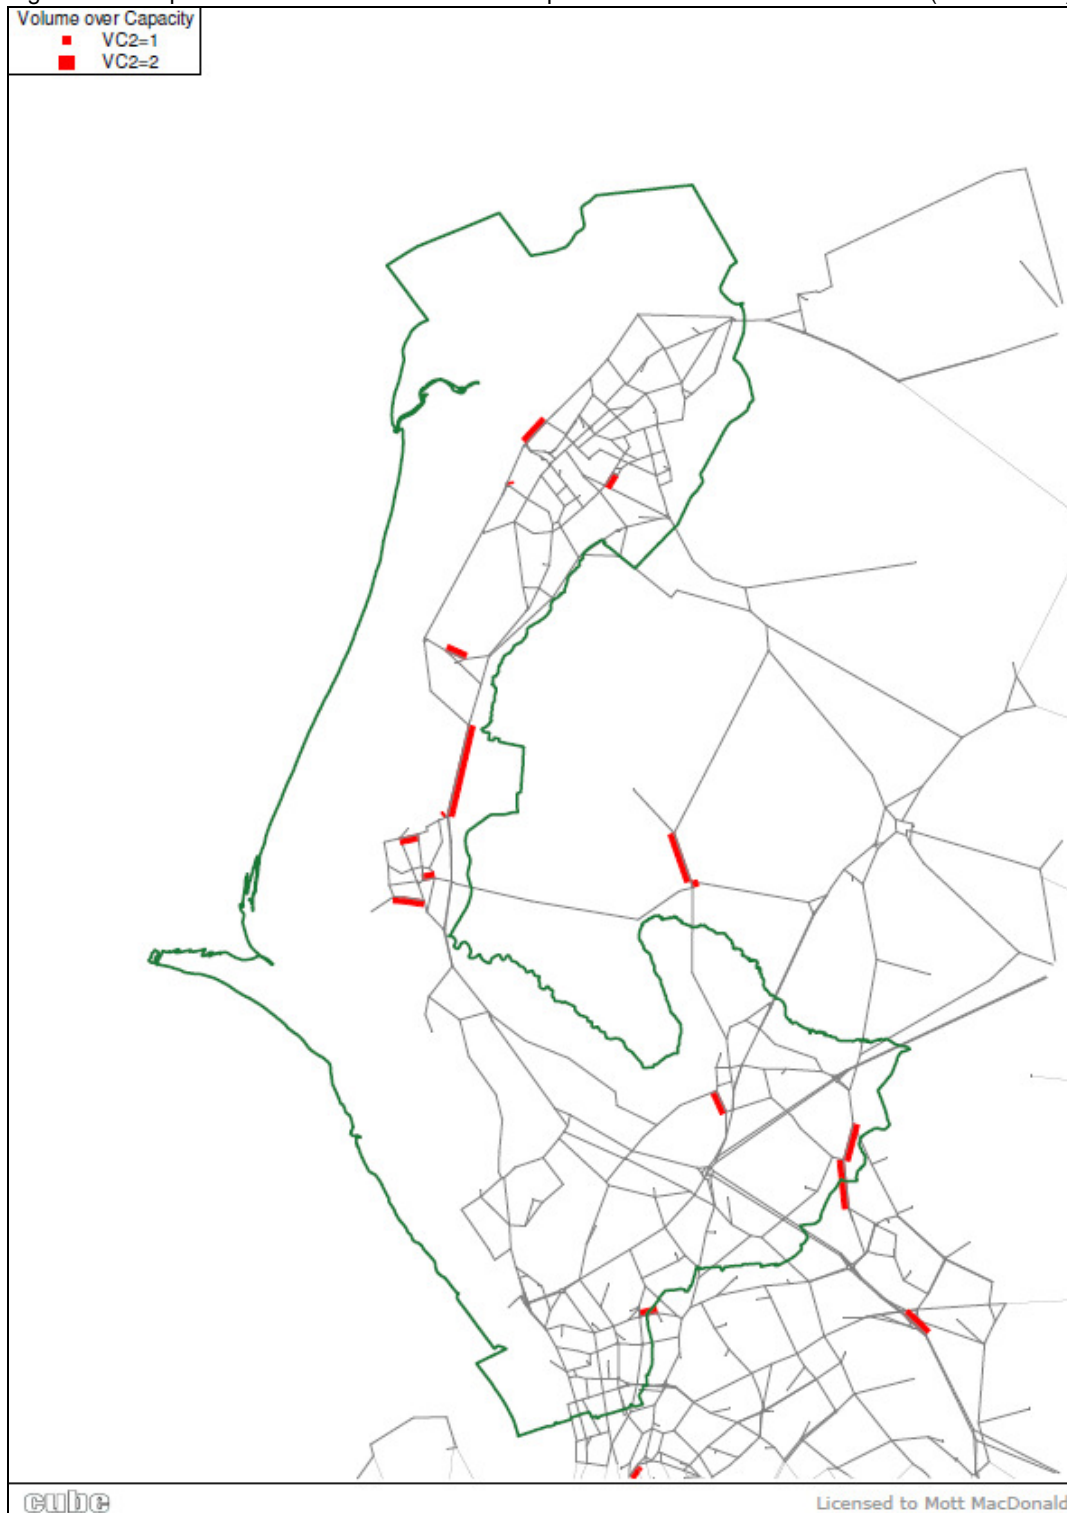 Volume over Capacity
VC2=1
VC2=2
cube
Licensed to Mott MacDonald